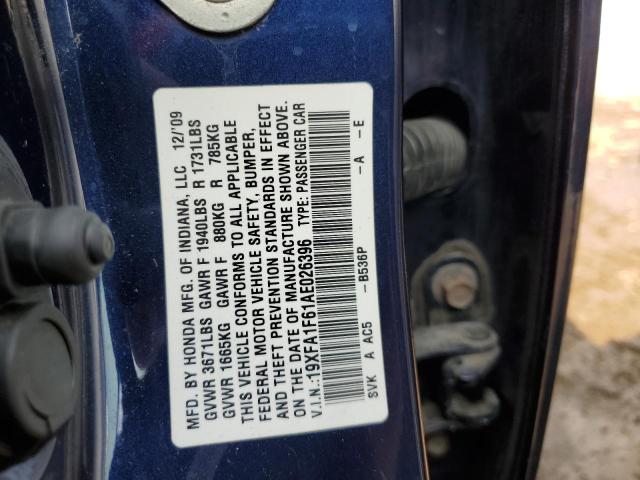 MFD. BY HONDA MFG. OF INDIANA, LLC 12/'09
GVWR 3671LBS GAWR F 1940LBS R 1731LBS
GVWR 1665KG GAWR F 880KG R 785KG
THIS VEHICLE CONFORMS TO ALL APPLICABLE
FEDERAL MOTOR VEHICLE SAFETY, BUMPER,
AND THEFT PREVENTION STANDARDS IN EFFECT
ON THE DATE OF MANUFACTURE SHOWN ABOVE.
V.I.N.:19XFA1F61AE026396 TYPE: PASSENGER CAR
SVK A AC5 -B536P -A -E